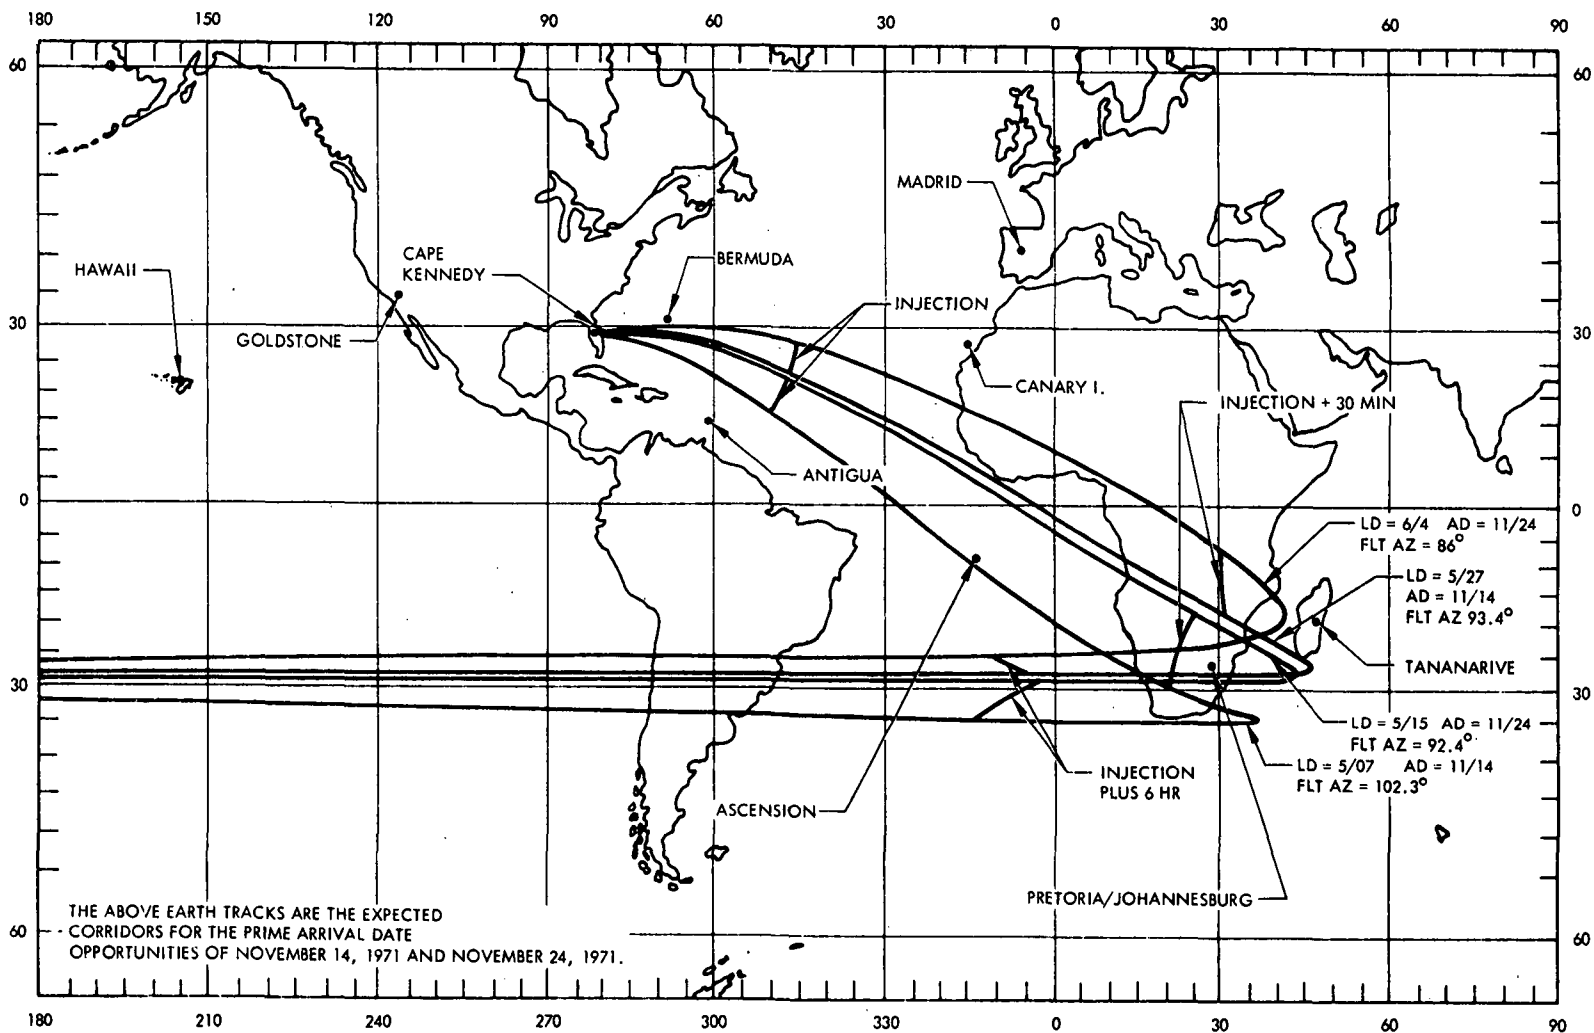 180 150 120 90 60 30 0 30 60 90
60 60
MADRID
CAPE
KENNEDY
HAWAII
BERMUDA
30 INJECTION 30
GOLDSTONE
CANARY I.
INJECTION + 30 MIN
ANTIGUA
0 0
LD = 6/4 AD = 11/24
FLT AZ = 86°
LD = 5/27
AD = 11/14
FLT AZ 93.4°
TANANARIVE
30 30
LD = 5/15 AD = 11/24
FLT AZ = 92.4°
LD = 5/07 AD = 11/14
FLT AZ = 102.3°
INJECTION
PLUS 6 HR
ASCENSION
PRETORIA/JOHANNESBURG
THE ABOVE EARTH TRACKS ARE THE EXPECTED
CORRIDORS FOR THE PRIME ARRIVAL DATE
OPPORTUNITIES OF NOVEMBER 14, 1971 AND NOVEMBER 24, 1971.
60 60
180 210 240 270 300 330 0 30 60 90